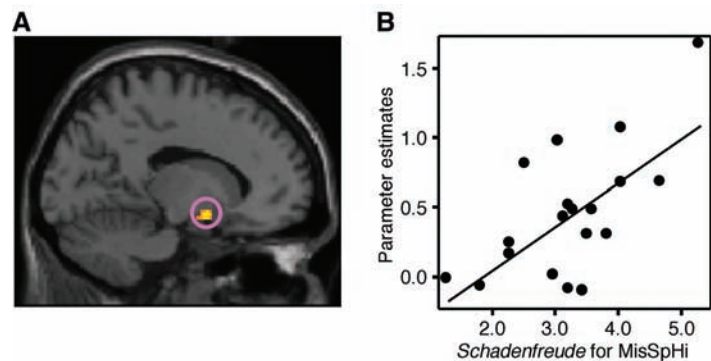 A
B
Parameter estimates
1.5
1.0
0.5
0.0
2.0 3.0 4.0 5.0
Schadenfreude for MisSpHi